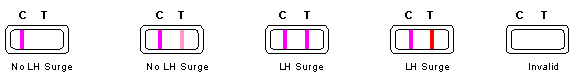 C T C T C T C T C T
No LH Surge No LH Surge LH Surge LH Surge Invalid